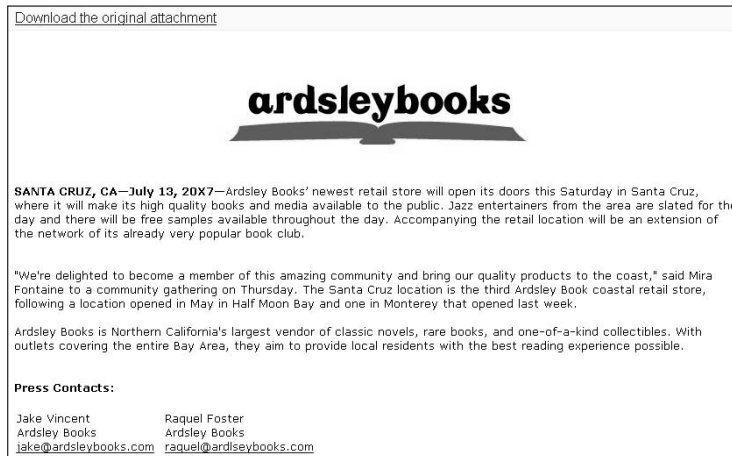 Download the original attachment
ardsleybooks
SANTA CRUZ, CA—July 13, 20X7—Ardsley Books' newest retail store will open its doors this Saturday in Santa Cruz,
where it will make its high quality books and media available to the public. Jazz entertainers from the area are slated for the
day and there will be free samples available throughout the day. Accompanying the retail location will be an extension of
the network of its already very popular book club.
"We're delighted to become a member of this amazing community and bring our quality products to the coast," said Mira
Fontaine to a community gathering on Thursday. The Santa Cruz location is the third Ardsley Book coastal retail store,
following a location opened in May in Half Moon Bay and one in Monterey that opened last week.
Ardsley Books is Northern California's largest vendor of classic novels, rare books, and one-of-a-kind collectibles. With
outlets covering the entire Bay Area, they aim to provide local residents with the best reading experience possible.
Press Contacts:
Jake Vincent Raquel Foster
Ardsley Books Ardsley Books
jake@ardsleybooks.com raquel@ardlseybooks.com